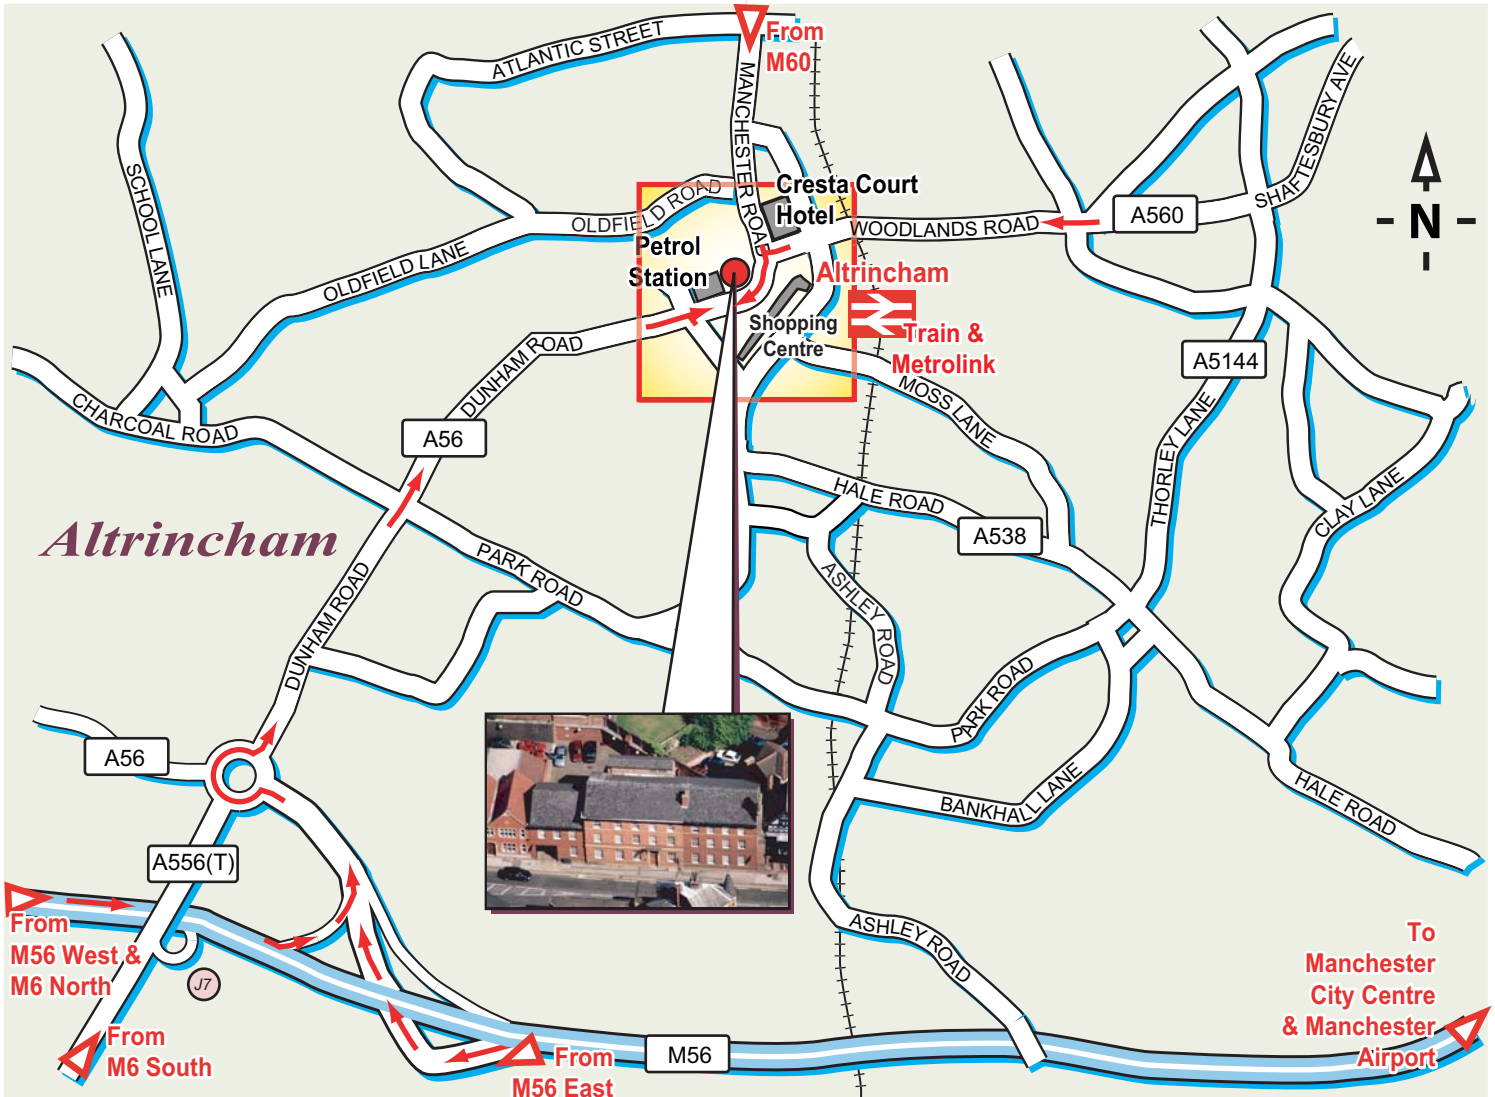 From
M60
ATLANTIC STREET
MANCHESTER ROAD
SCHOOL LANE
SHAFTESBURY AVE
N
Cresta Court
Hotel
OLDFIELD ROAD
A560
WOODLANDS ROAD
Petrol
Station
OLDFIELD LANE
Altrincham
Train &
Metrolink
Shopping
Centre
DUNHAM ROAD
A5144
MOSS LANE
CHARCOAL ROAD
A56
THORLEY LANE
HALE ROAD
CLAY LANE
A538
Altrincham
PARK ROAD
ASHLEY ROAD
DUNHAM ROAD
PARK ROAD
A56
BANKHALL LANE
HALE ROAD
A556(T)
From
M56 West &
M6 North
J7
ASHLEY ROAD
To
Manchester
City Centre
& Manchester
Airport
From
M6 South
M56
From
M56 East